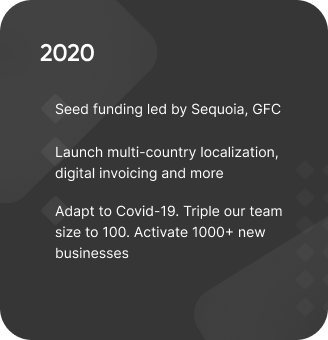 2020
Seed funding led by Sequoia, GFC
Launch multi-country localization,
digital invoicing and more
Adapt to Covid-19. Triple our team
size to 100. Activate 1000+ new
businesses